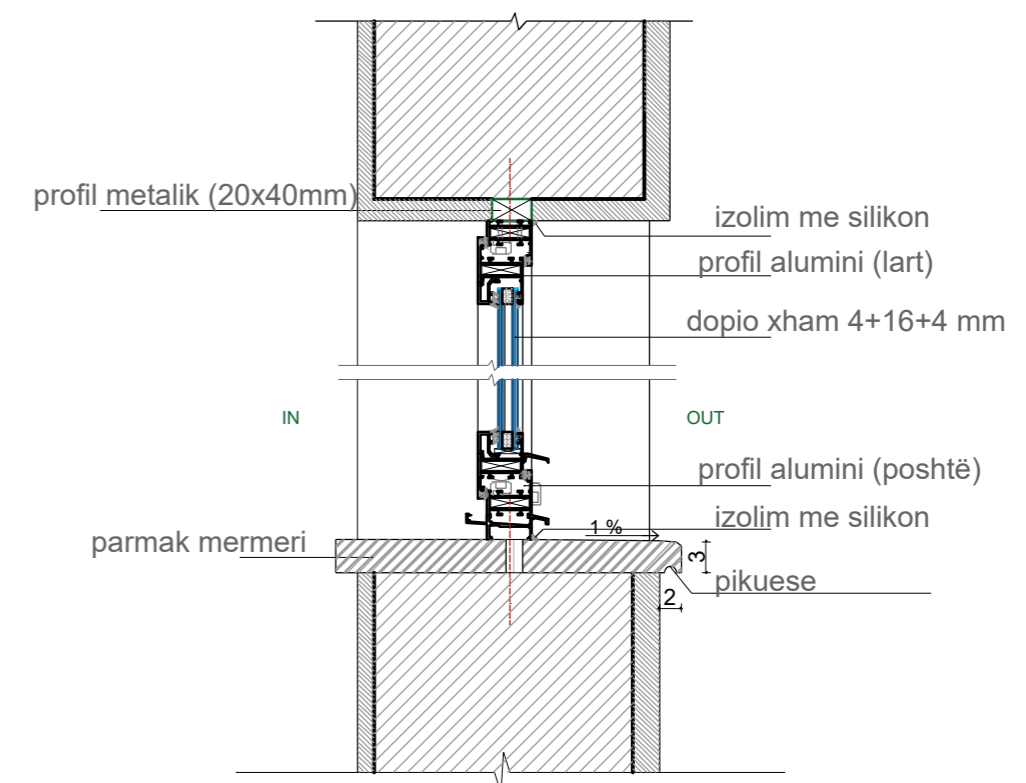 profil metalik (20x40mm)
izolim me silikon
profil alumini (lart)
dopio xham 4+16+4 mm
IN
OUT
profil alumini (poshtë)
izolim me silikon
1 %
parmak mermeri
3
pikuese
2